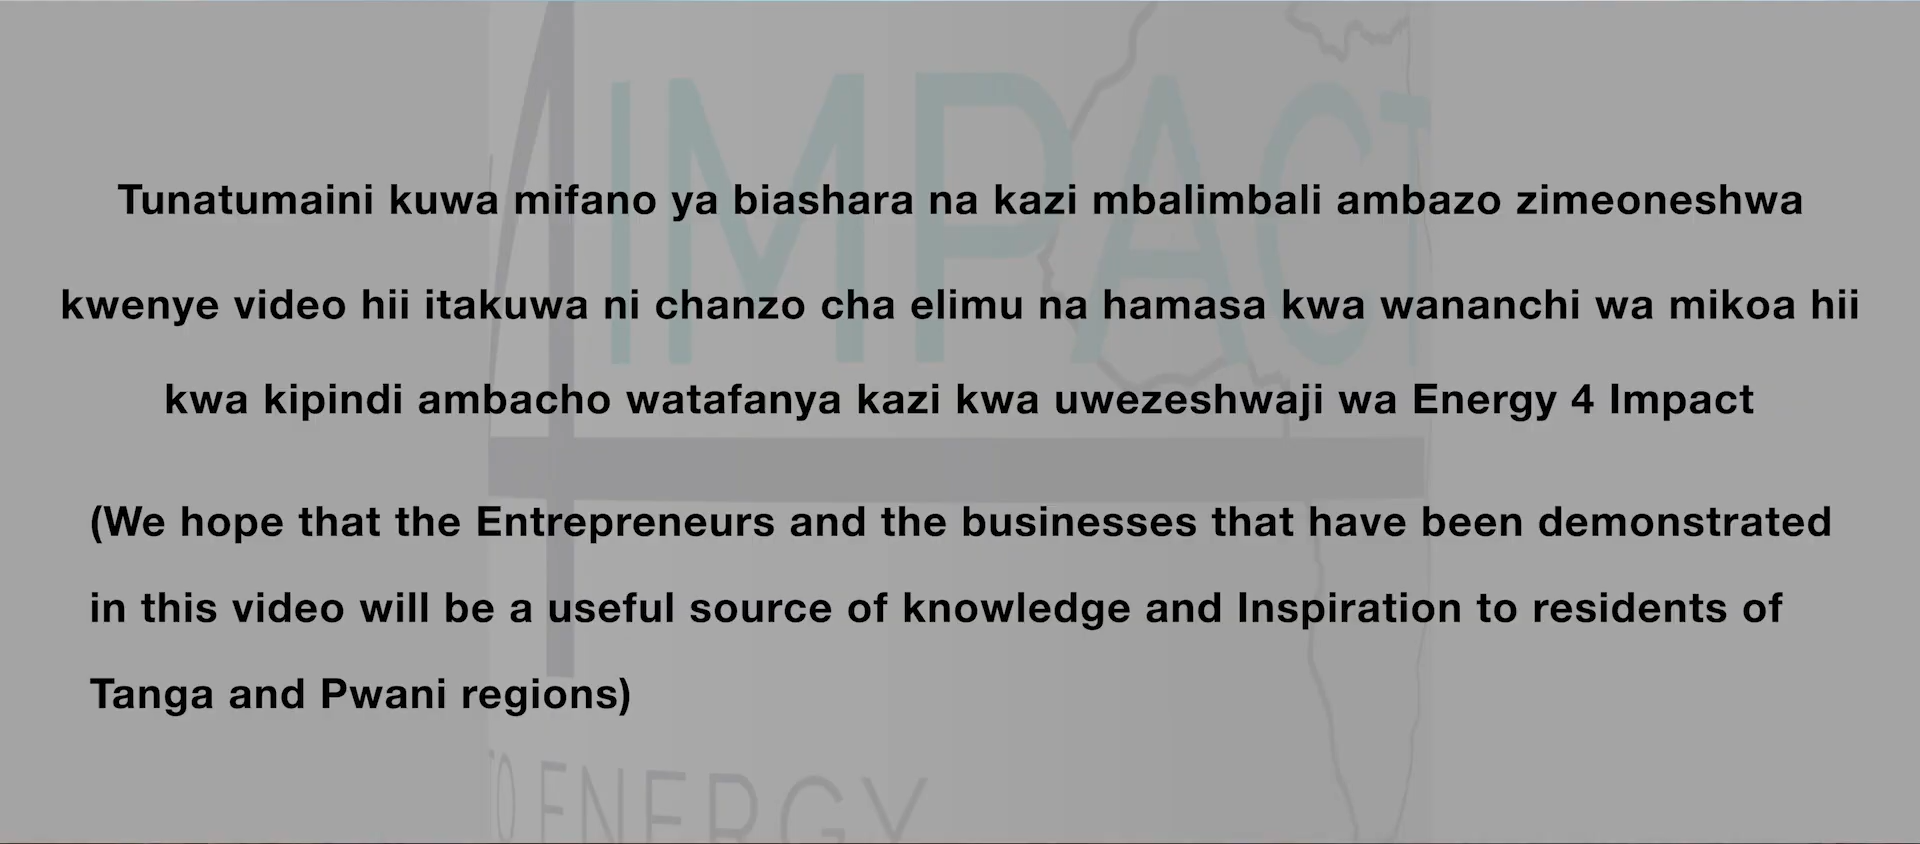 4IMPACT
Tunatumaini kuwa mifano ya biashara na kazi mbalimbali ambazo zimeoneshwa
kwenye video hii itakuwa ni chanzo cha elimu na hamasa kwa wananchi wa mikoa hii
kwa kipindi ambacho watafanya kazi kwa uwezeshwaji wa Energy 4 Impact
(We hope that the Entrepreneurs and the businesses that have been demonstrated
in this video will be a useful source of knowledge and Inspiration to residents of
Tanga and Pwani regions)
TO ENERGY